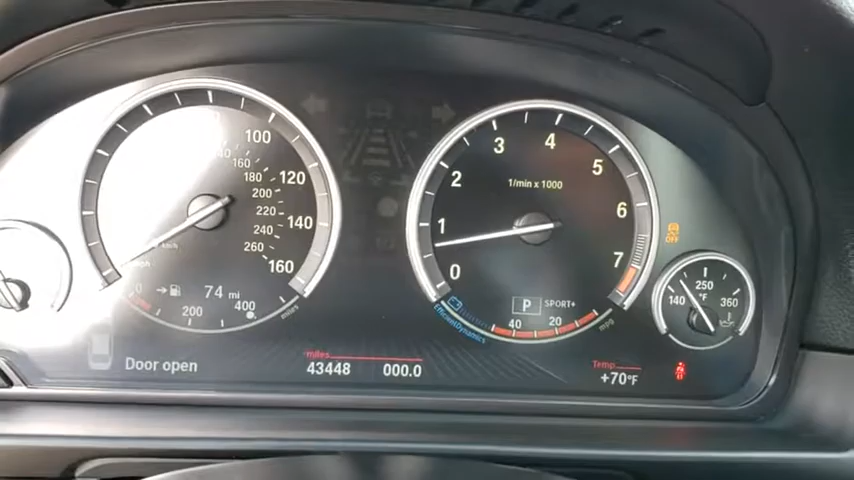 100
120
140
160
40
km/h
160
180
200
220
240
260
74 mi
200
400
miles
0
1
2
3
4
5
6
7
1/min x 1000
P
SPORT+
EfficientDynamics
40
20
mpg
OFF
140
250
°F
360
Door open
miles
43448
000.0
Temp
+70°F